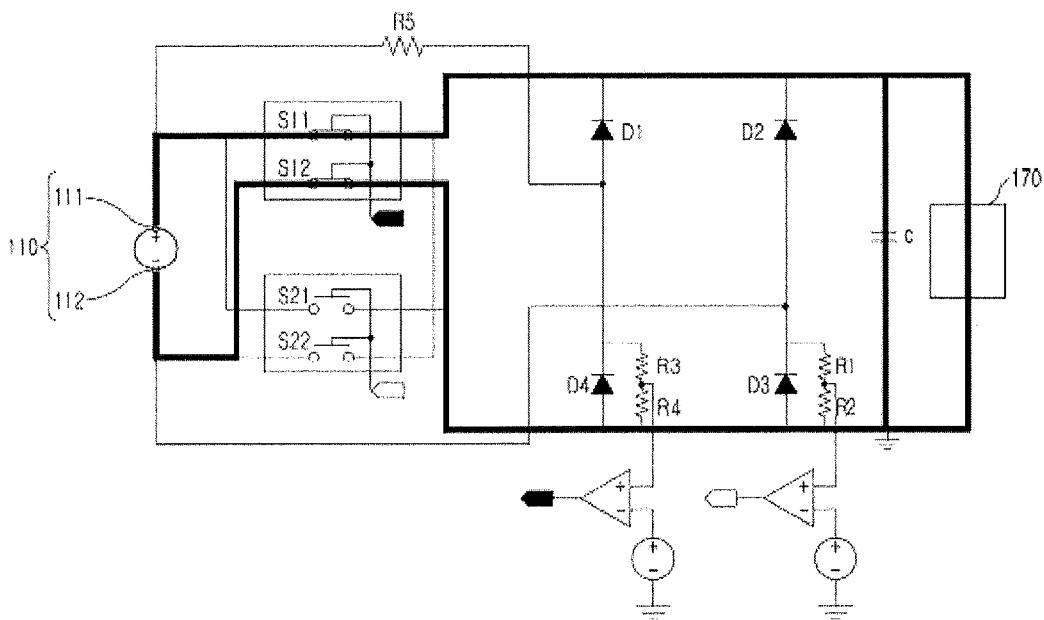 R5
S11
D1
D2
S12
111
170
110
C
112
S21
S22
R3
R1
D4
D3
R4
R2
+
-
+
-
+
-
+
-
+
-